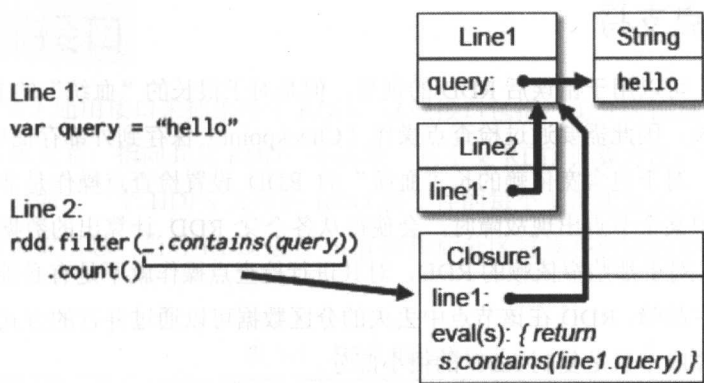 Line 1:
var query = “hello”
Line 2:
rdd.filter(_.contains(query))
.count()
Line1
query:
String
hello
Line2
line1:
Closure1
line1:
eval(s): { return
s.contains(line1.query) }